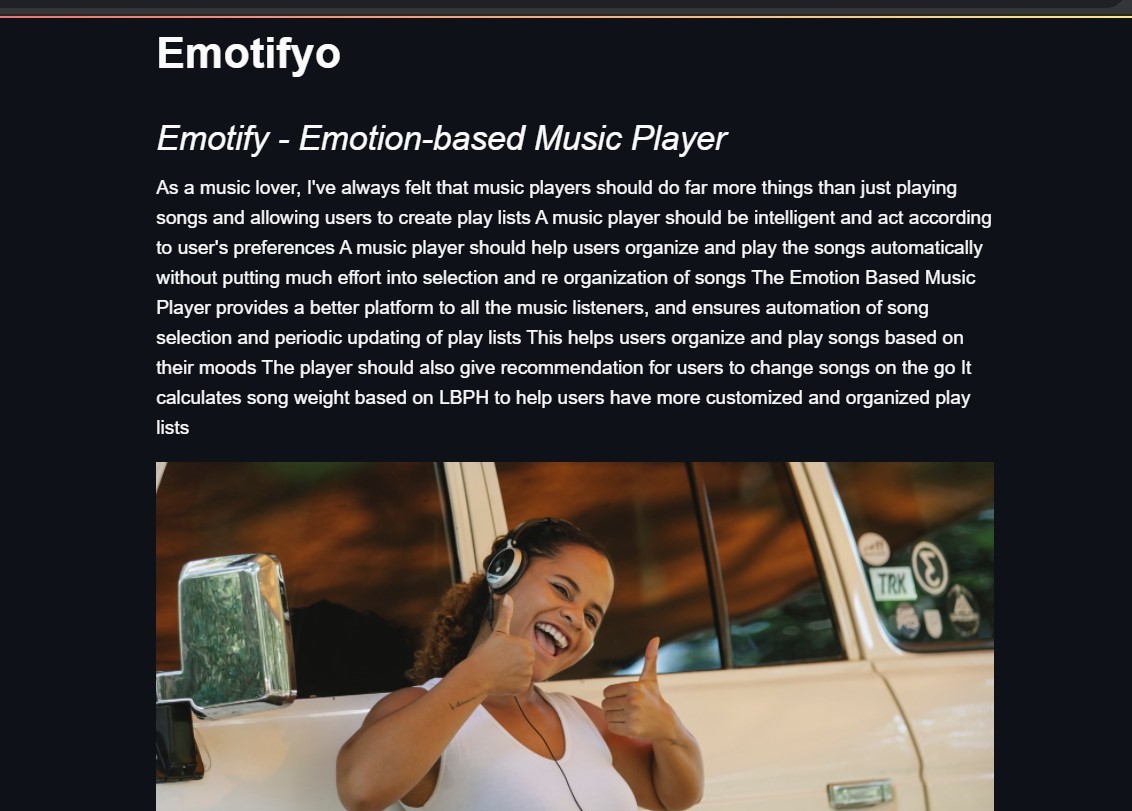 Emotifyo
Emotify - Emotion-based Music Player
As a music lover, I've always felt that music players should do far more things than just playing
songs and allowing users to create play lists A music player should be intelligent and act according
to user's preferences A music player should help users organize and play the songs automatically
without putting much effort into selection and re organization of songs The Emotion Based Music
Player provides a better platform to all the music listeners, and ensures automation of song
selection and periodic updating of play lists This helps users organize and play songs based on
their moods The player should also give recommendation for users to change songs on the go It
calculates song weight based on LBPH to help users have more customized and organized play
lists
TRK